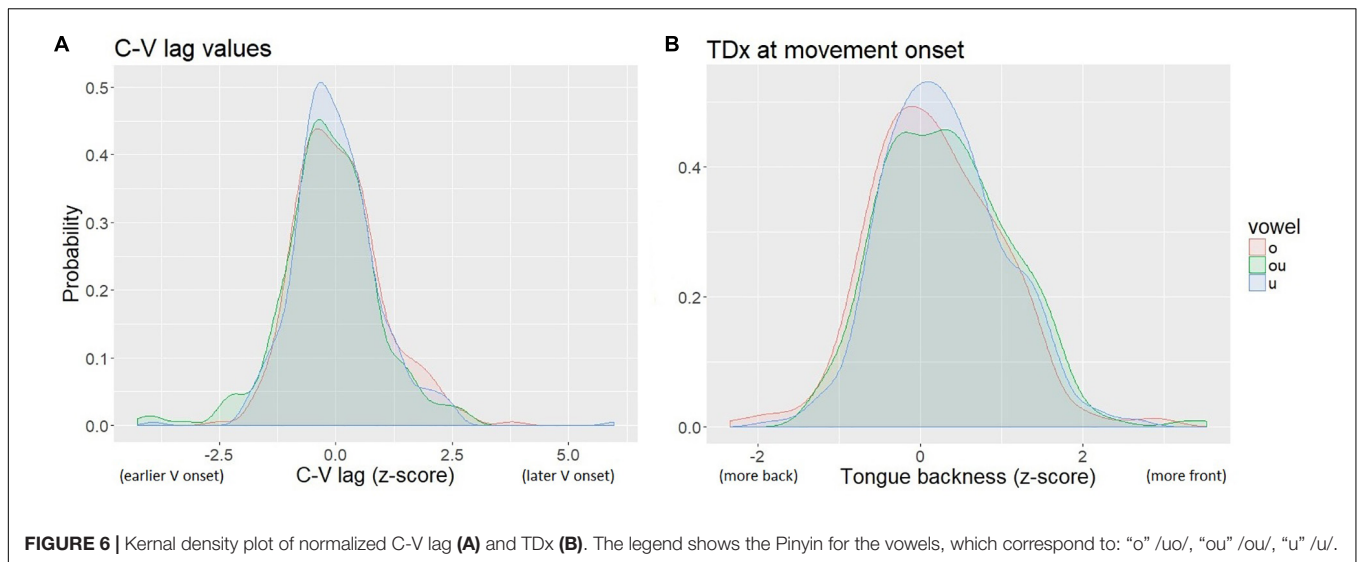 A
C-V lag values
Probability
0.5
0.4
0.3
0.2
0.1
0.0
-2.5
0.0
2.5
5.0
(earlier V onset)
C-V lag (z-score)
(later V onset)
B
TDx at movement onset
0.4
0.2
0.0
-2
0
2
(more back)
Tongue backness (z-score)
(more front)
vowel
o
ou
u
FIGURE 6 | Kernal density plot of normalized C-V lag (A) and TDx (B). The legend shows the Pinyin for the vowels, which correspond to: “o” /uo/, “ou” /ou/, “u” /u/.